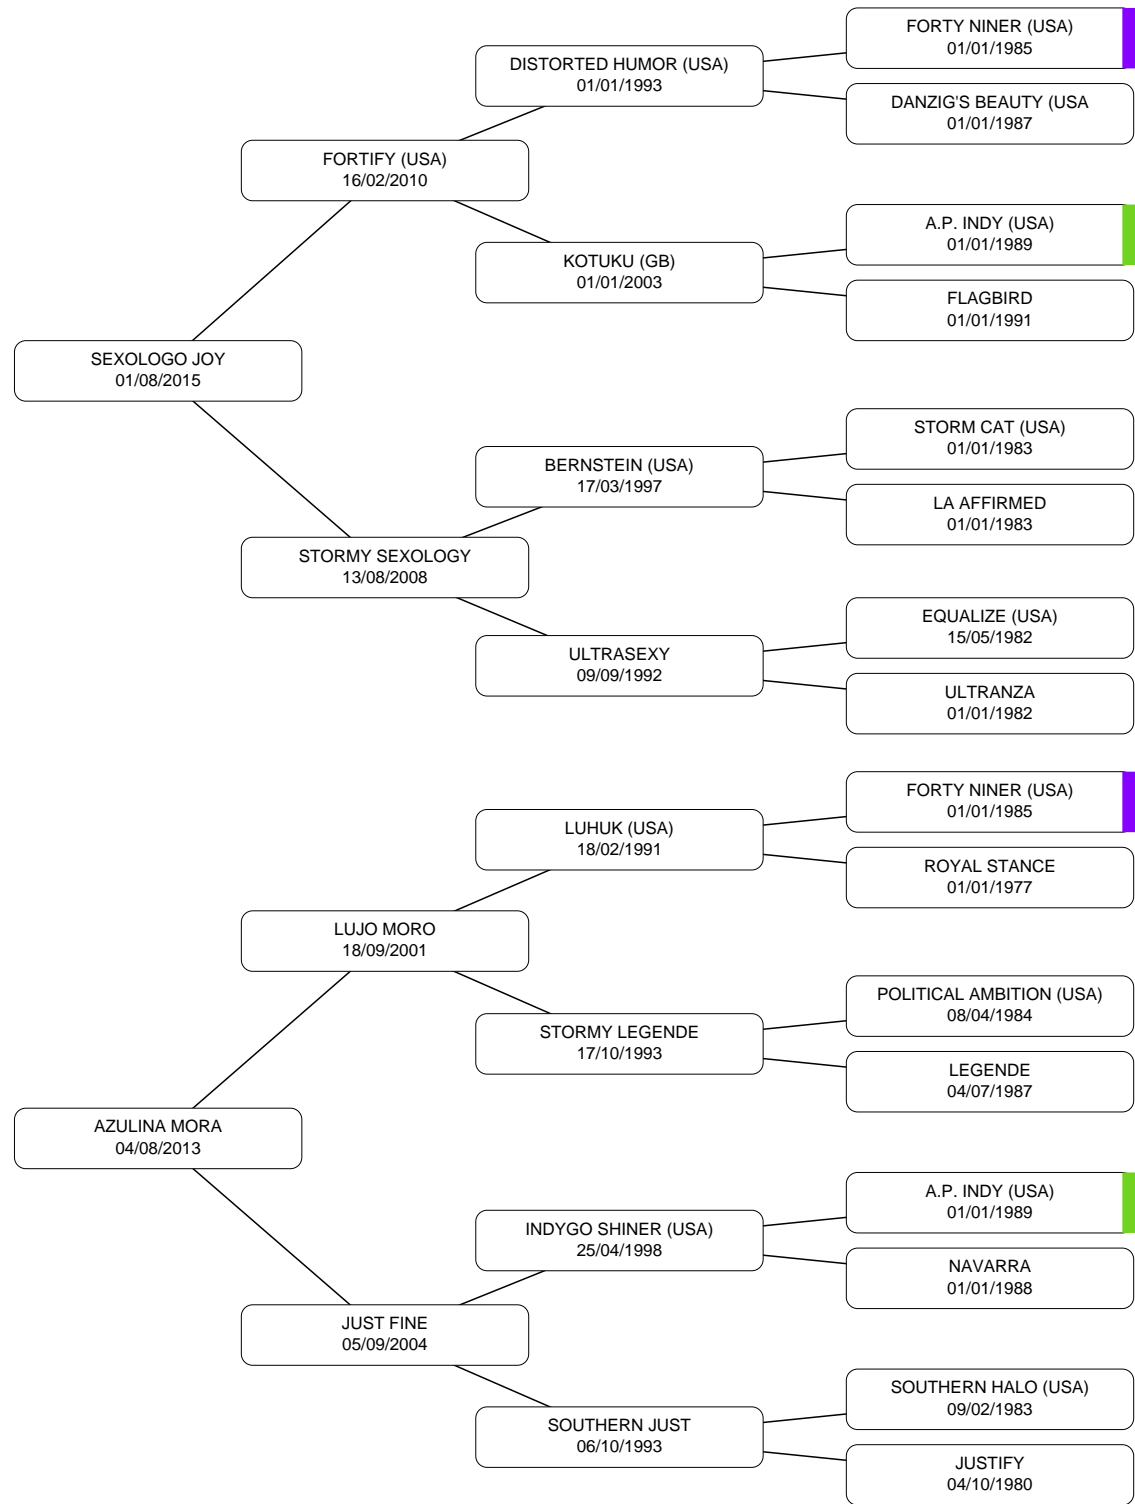 FORTY NINER (USA)
01/01/1985
DISTORTED HUMOR (USA)
01/01/1993
DANZIG'S BEAUTY (USA
01/01/1987
FORTIFY (USA)
16/02/2010
A.P. INDY (USA)
01/01/1989
KOTUKU (GB)
01/01/2003
FLAGBIRD
01/01/1991
SEXOLOGO JOY
01/08/2015
STORM CAT (USA)
01/01/1983
BERNSTEIN (USA)
17/03/1997
LA AFFIRMED
01/01/1983
STORMY SEXOLOGY
13/08/2008
EQUALIZE (USA)
15/05/1982
ULTRASEXY
09/09/1992
ULTRANZA
01/01/1982
FORTY NINER (USA)
01/01/1985
LUHUK (USA)
18/02/1991
ROYAL STANCE
01/01/1977
LUJO MORO
18/09/2001
POLITICAL AMBITION (USA)
08/04/1984
STORMY LEGENDE
17/10/1993
LEGENDE
04/07/1987
AZULINA MORA
04/08/2013
A.P. INDY (USA)
01/01/1989
INDYGO SHINER (USA)
25/04/1998
NAVARRA
01/01/1988
JUST FINE
05/09/2004
SOUTHERN HALO (USA)
09/02/1983
SOUTHERN JUST
06/10/1993
JUSTIFY
04/10/1980